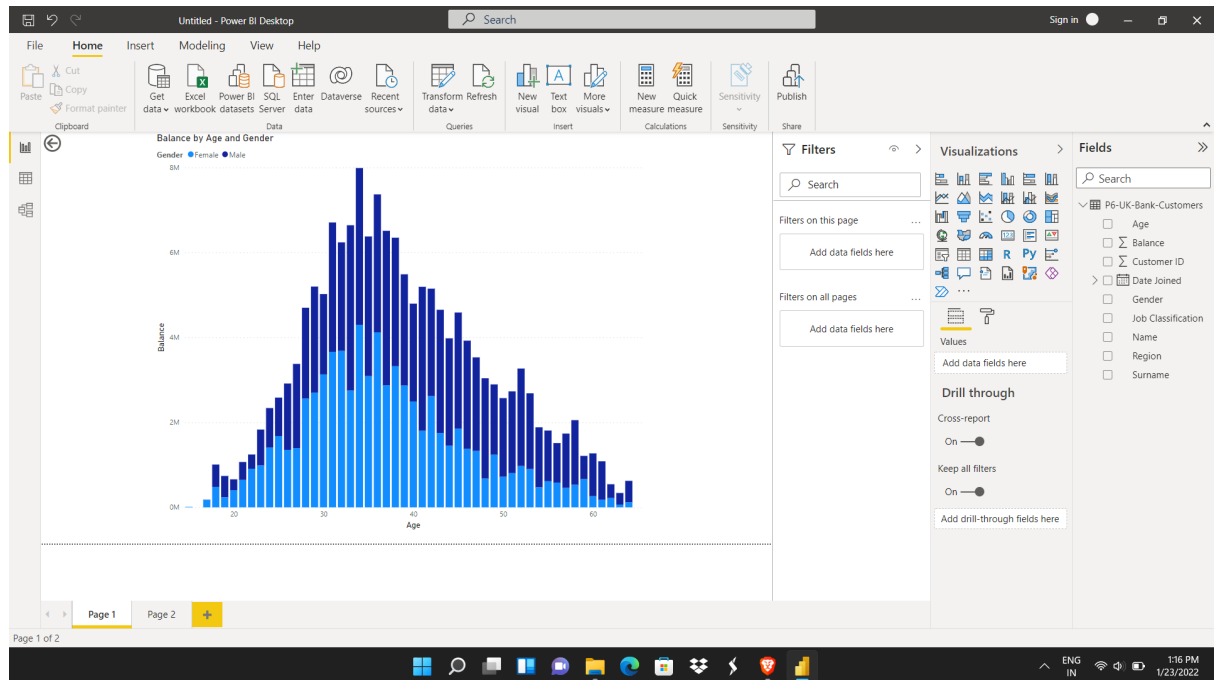 Untitled - Power BI Desktop
Search
Sign in
File Home Insert Modeling View Help
Paste
Cut
Copy
Format painter
Clipboard
Get data
Excel workbook
Power BI datasets
SQL Server
Enter data
Dataverse
Recent sources
Data
Transform data
Refresh
Queries
New visual
Text box
More visuals
Insert
New measure
Quick measure
Calculations
Sensitivity
Sensitivity
Publish
Share
Balance by Age and Gender
Gender Female Male
8M
6M
4M
2M
0M
Balance
20 30 40 50 60
Age
Filters
Search
Filters on this page ...
Add data fields here
Filters on all pages ...
Add data fields here
Visualizations
123
R Py
...
Values
Add data fields here
Drill through
Cross-report
On
Keep all filters
On
Add drill-through fields here
Fields
Search
P6-UK-Bank-Customers
Age
∑ Balance
∑ Customer ID
Date Joined
Gender
Job Classification
Name
Region
Surname
Page 1 Page 2 +
Page 1 of 2
ENG
IN
1:16 PM
1/23/2022